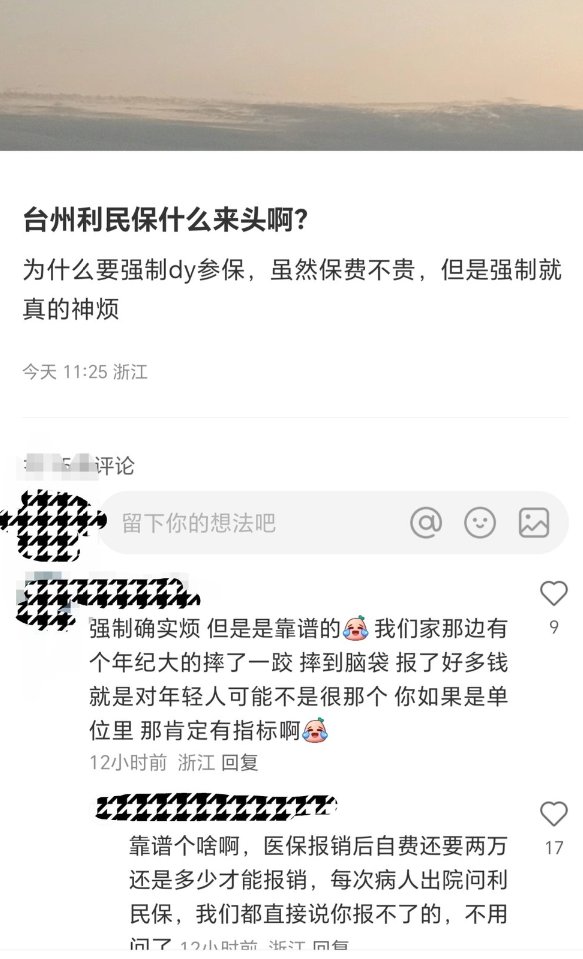 台州利民保什么来头啊?
为什么要强制dy参保，虽然保费不贵，但是强制就
真的神烦
今天 11:25 浙江
评论
留下你的想法吧
强制确实烦 但是是靠谱的 我们家那边有
个年纪大的摔了一跤 摔到脑袋 报了好多钱
就是对年轻人可能不是很那个 你如果是单
位里 那肯定有指标啊
9
12小时前 浙江 回复
靠谱个啥啊，医保报销后自费还要两万
还是多少才能报销，每次病人出院问利
民保，我们都直接说你报不了的，不用
17
问了 12小时前 浙江 回复